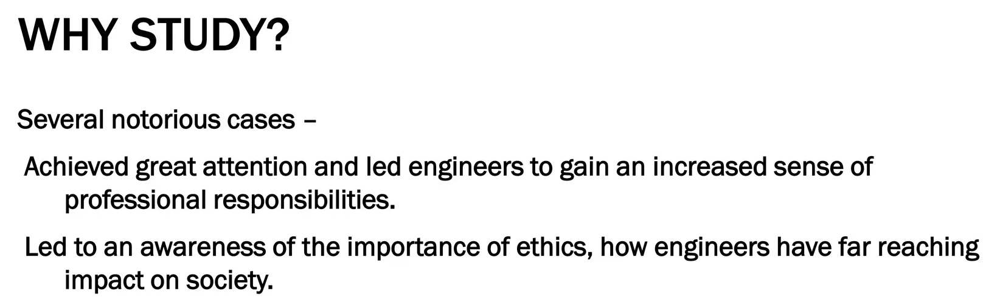 WHY STUDY?
Several notorious cases –
Achieved great attention and led engineers to gain an increased sense of
professional responsibilities.
Led to an awareness of the importance of ethics, how engineers have far reaching
impact on society.